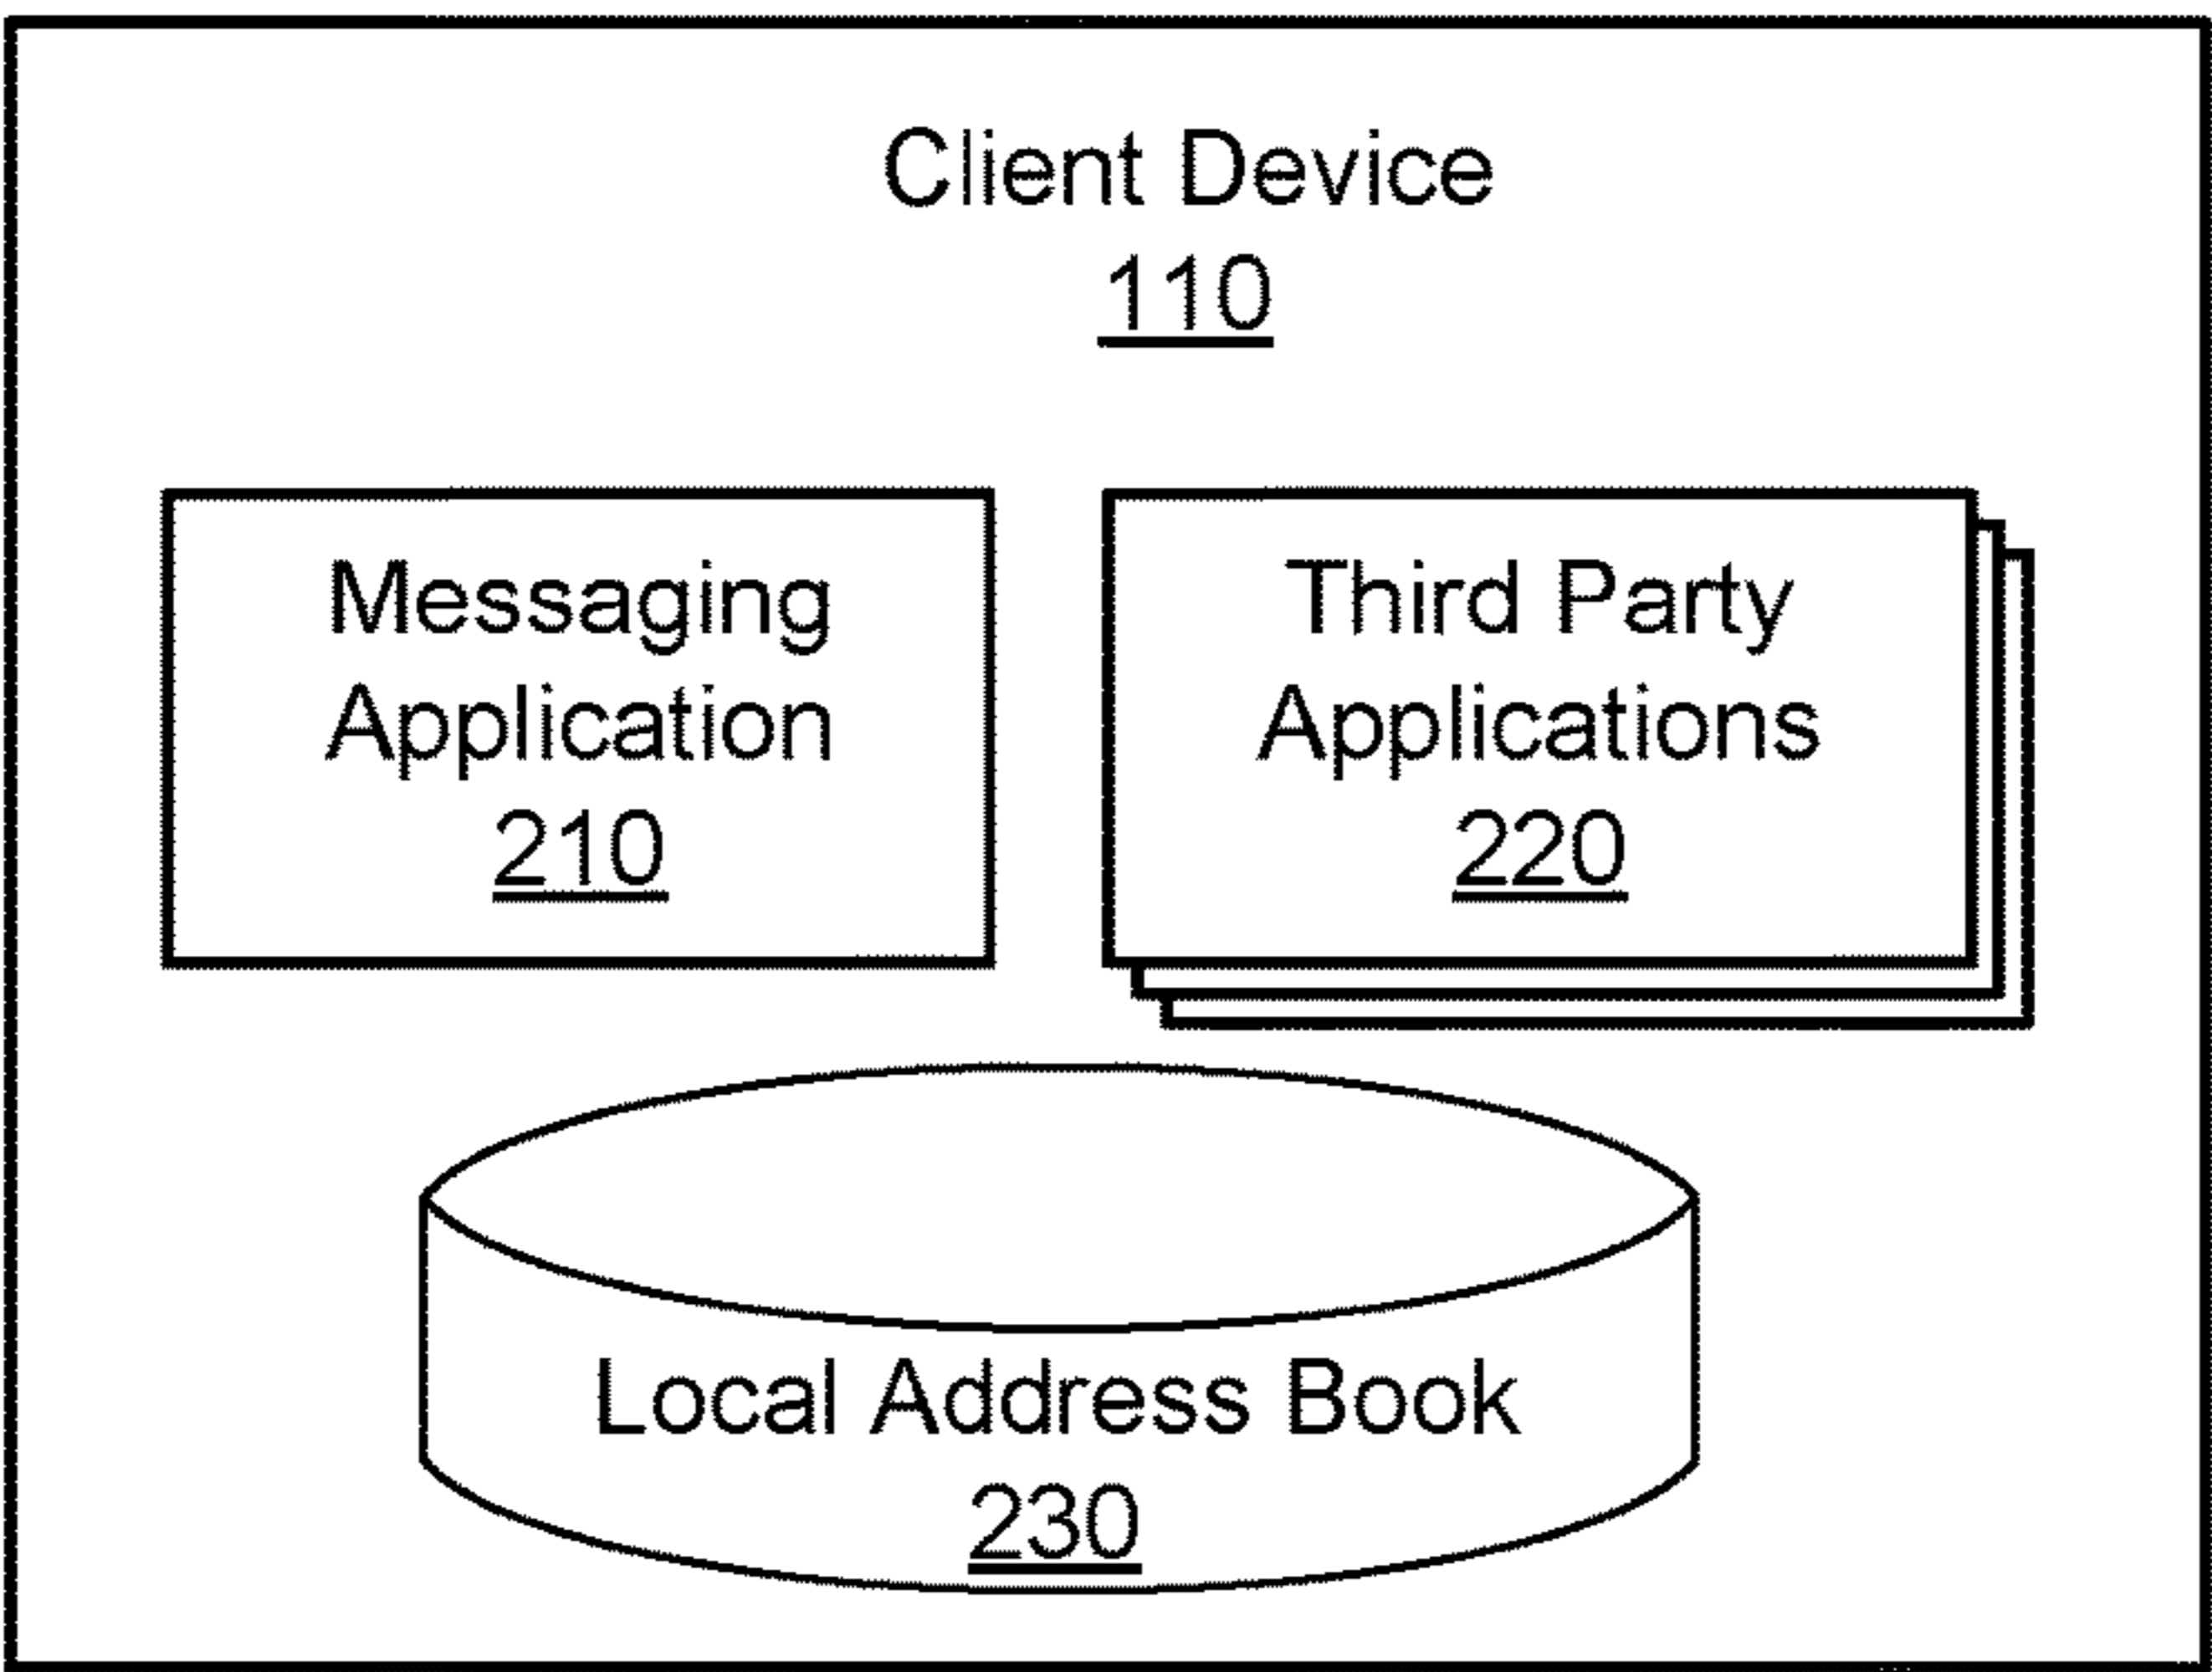 Client Device
110
Messaging
Application
210
Third Party
Applications
220
Local Address Book
230